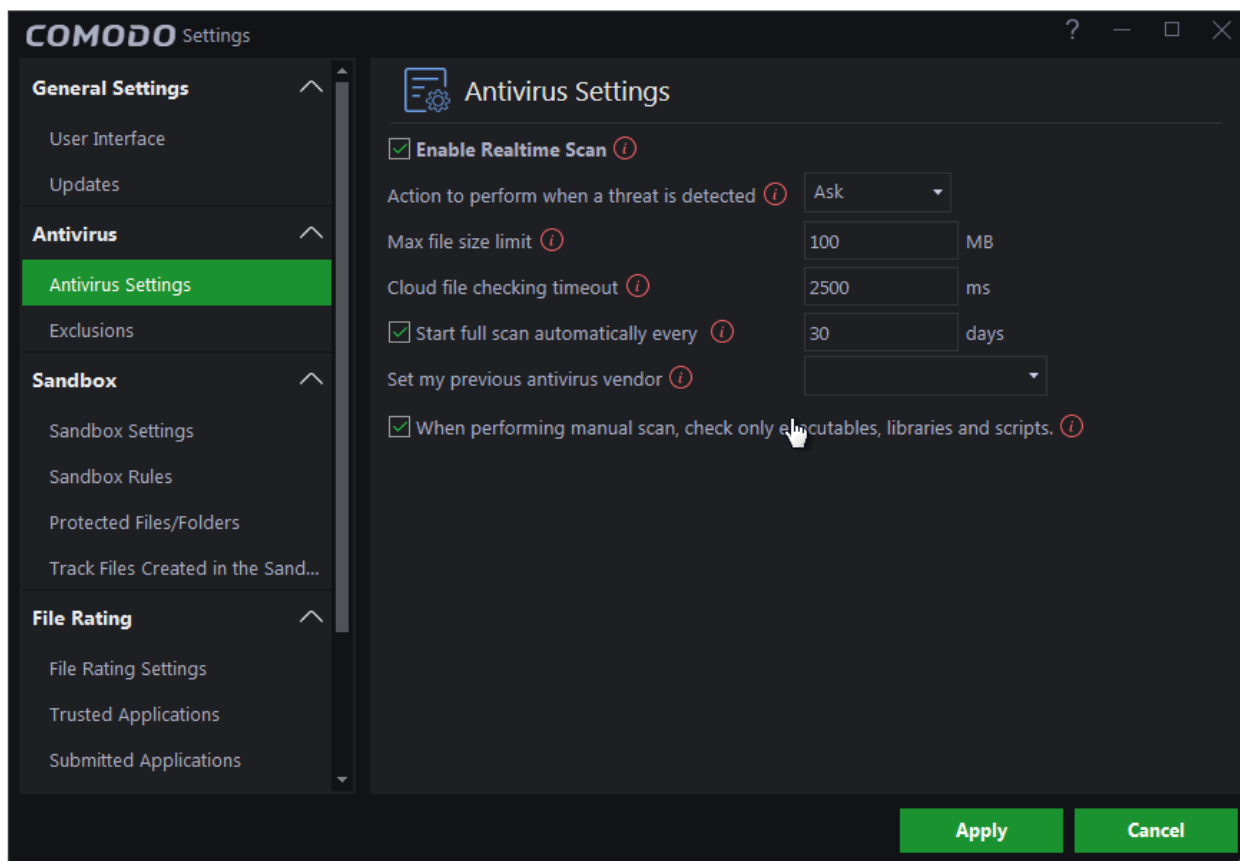 COMODO Settings
?
General Settings
User Interface
Updates
Antivirus
Antivirus Settings
Exclusions
Sandbox
Sandbox Settings
Sandbox Rules
Protected Files/Folders
Track Files Created in the Sand...
File Rating
File Rating Settings
Trusted Applications
Submitted Applications
Antivirus Settings
Enable Realtime Scan i
Action to perform when a threat is detected i Ask
Max file size limit i 100 MB
Cloud file checking timeout i 2500 ms
Start full scan automatically every i 30 days
Set my previous antivirus vendor i
When performing manual scan, check only executables, libraries and scripts. i
Apply Cancel